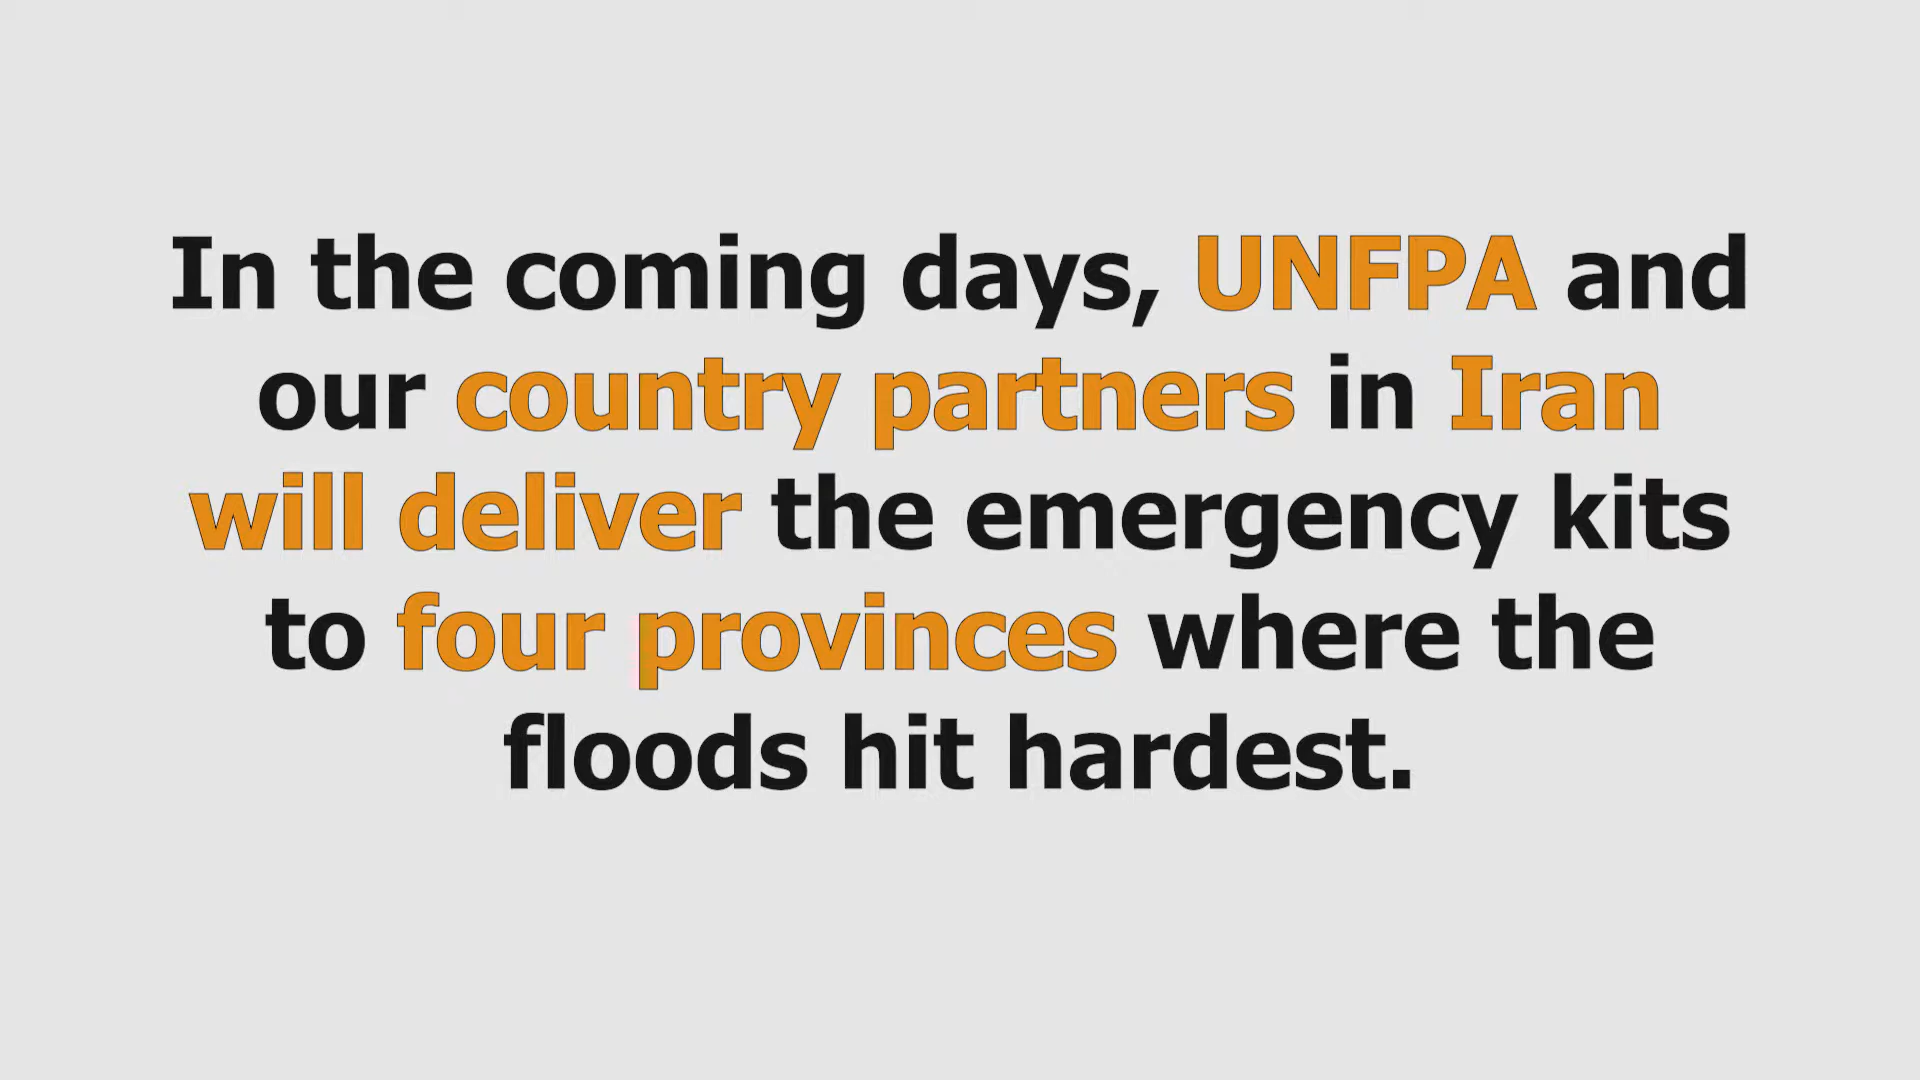 In the coming days, UNFPA and
our country partners in Iran
will deliver the emergency kits
to four provinces where the
floods hit hardest.